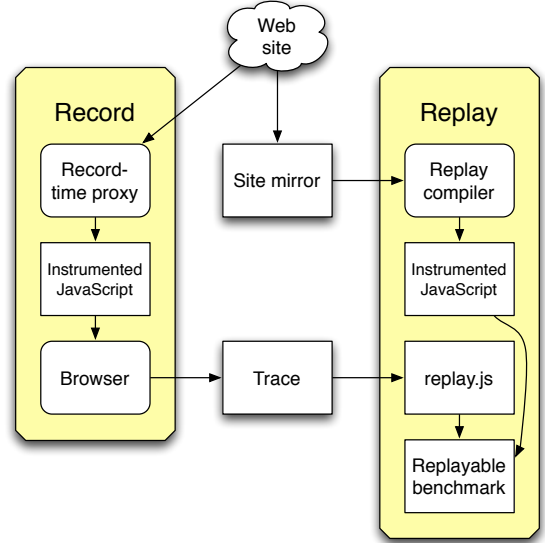 Web
site
Record
Record-
time proxy
Instrumented
JavaScript
Browser
Site mirror
Trace
Replay
Replay
compiler
Instrumented
JavaScript
replay.js
Replayable
benchmark